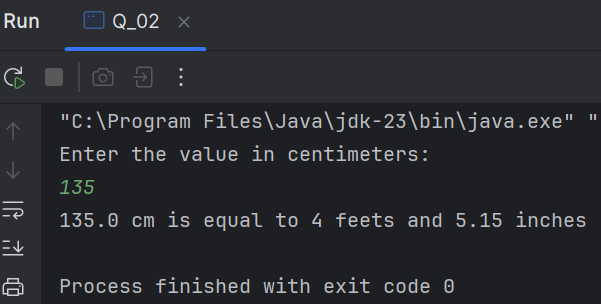 Run Q_02
"C:\Program Files\Java\jdk-23\bin\java.exe" "
Enter the value in centimeters:
135
135.0 cm is equal to 4 feets and 5.15 inches
Process finished with exit code 0